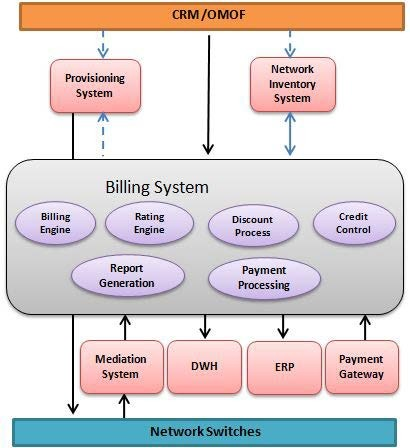 CRM/OMOF
Provisioning
System
Network
Inventory
System
Billing System
Billing
Engine
Rating
Engine
Discount
Process
Credit
Control
Report
Generation
Payment
Processing
Mediation
System
DWH
ERP
Payment
Gateway
Network Switches